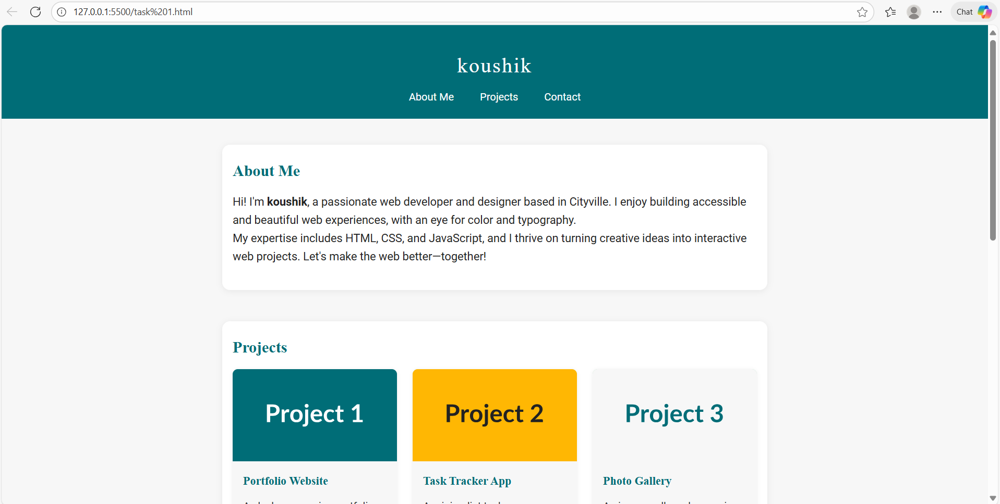 127.0.0.1:5500/task%201.html
Chat
koushik
About Me Projects Contact
About Me
Hi! I'm koushik, a passionate web developer and designer based in Cityville. I enjoy building accessible
and beautiful web experiences, with an eye for color and typography.
My expertise includes HTML, CSS, and JavaScript, and I thrive on turning creative ideas into interactive
web projects. Let's make the web better—together!
Projects
Project 1
Project 2
Project 3
Portfolio Website
Task Tracker App
Photo Gallery